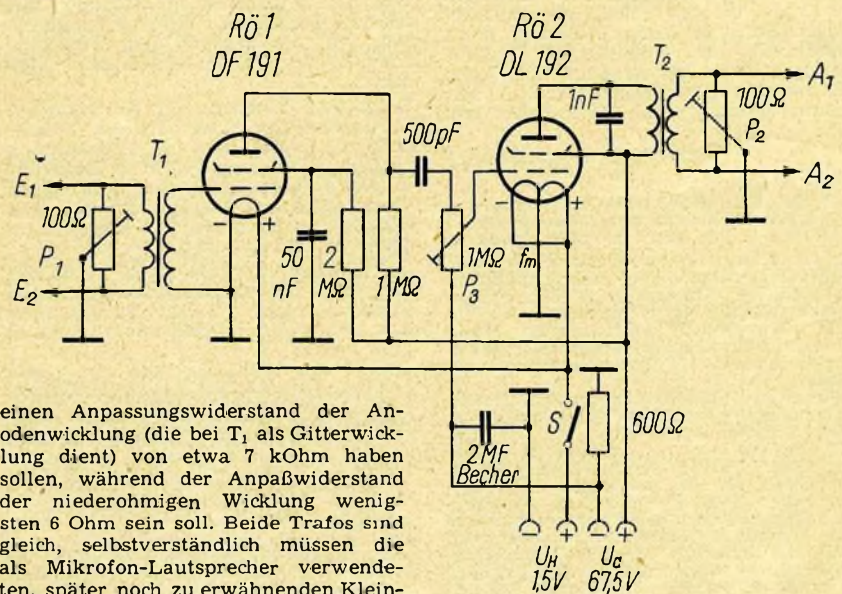 Rö 1
DF 191
Rö 2
DL 192
T₂
1nF
100Ω
P₂
A₁
A₂
500pF
T₁
E₁
100Ω
P₁
E₂
-
+
50
nF
2
MΩ
1 MΩ
1MΩ
P₃
-
+
fm
einen Anpassungswiderstand der An-
odenwicklung (die bei T₁ als Gitterwick-
lung dient) von etwa 7 kOhm haben
sollen, während der Anpaßwiderstand
der niederohmigen Wicklung wenig-
sten 6 Ohm sein soll. Beide Trafos sind
gleich, selbstverständlich müssen die
als Mikrofon-Lautsprecher verwende-
ten, später noch zu erwähnenden Klein-
S
600Ω
2MF
Becher
- + - +
U_H
1,5V
U_a
67,5V